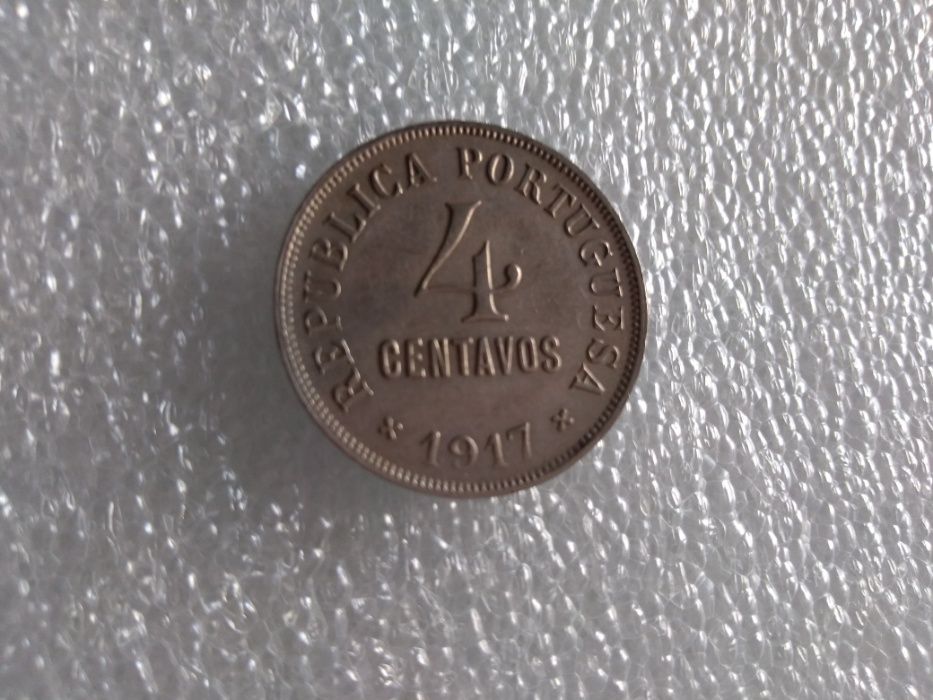 REPUBLICA PORTUGUESA
4
CENTAVOS
* 1917 *